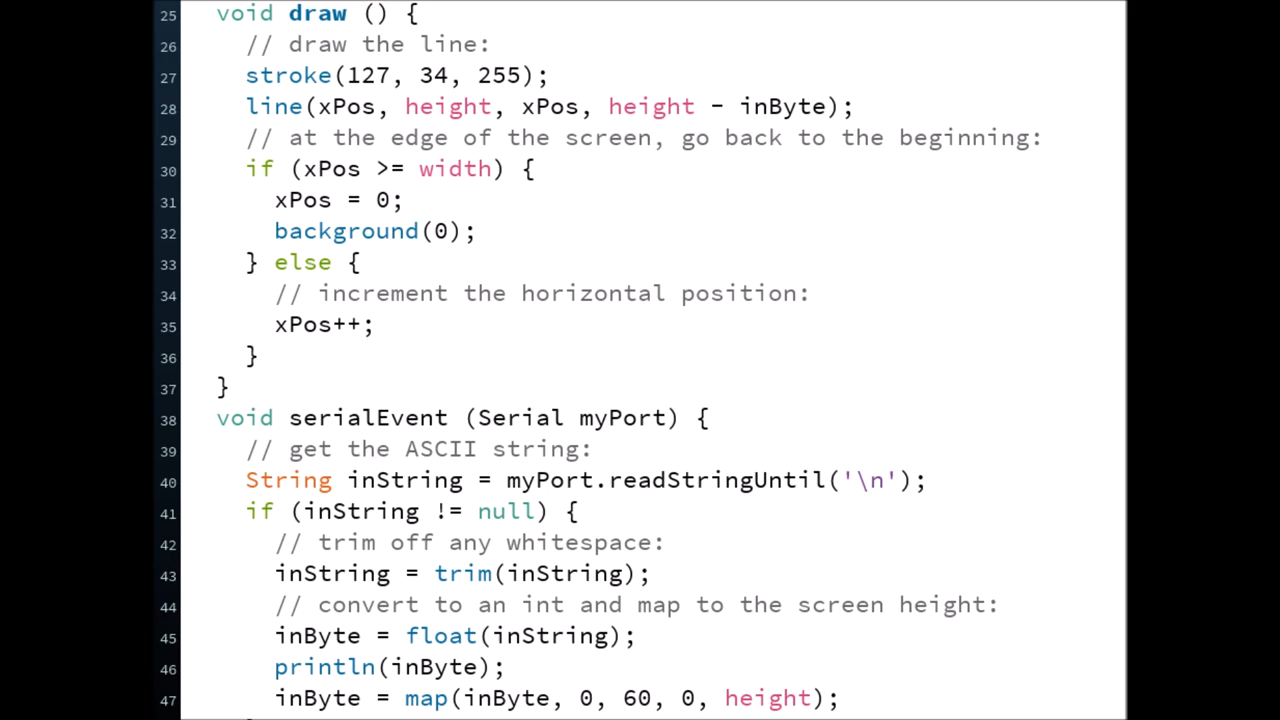 25 void draw () {
26 // draw the line:
27 stroke(127, 34, 255);
28 line(xPos, height, xPos, height - inByte);
29 // at the edge of the screen, go back to the beginning:
30 if (xPos >= width) {
31 xPos = 0;
32 background(0);
33 } else {
34 // increment the horizontal position:
35 xPos++;
36 }
37 }
38 void serialEvent (Serial myPort) {
39 // get the ASCII string:
40 String inString = myPort.readStringUntil('\n');
41 if (inString != null) {
42 // trim off any whitespace:
43 inString = trim(inString);
44 // convert to an int and map to the screen height:
45 inByte = float(inString);
46 println(inByte);
47 inByte = map(inByte, 0, 60, 0, height);